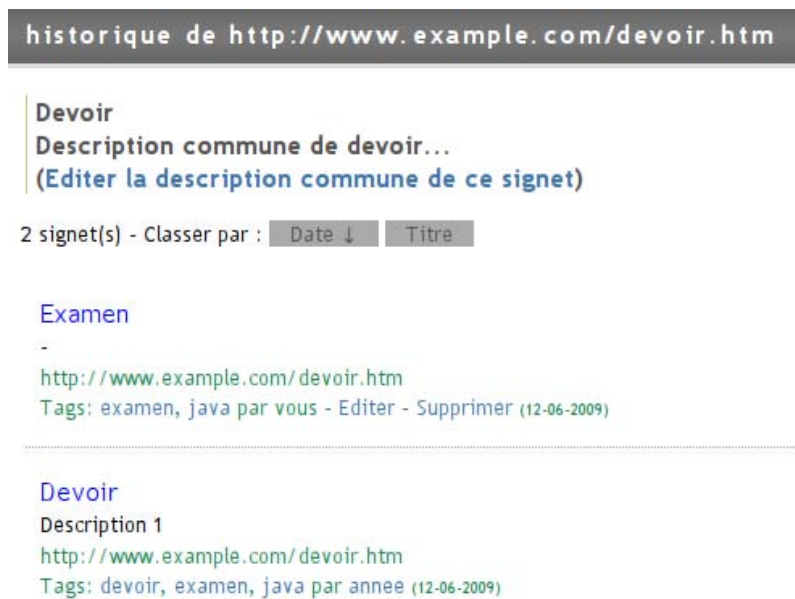 historique de http://www.example.com/devoir.htm
Devoir
Description commune de devoir...
(Editer la description commune de ce signet)
2 signet(s) - Classer par : Date ↓ Titre
Examen
-
http://www.example.com/devoir.htm
Tags: examen, java par vous - Editer - Supprimer (12-06-2009)
Devoir
Description 1
http://www.example.com/devoir.htm
Tags: devoir, examen, java par annee (12-06-2009)